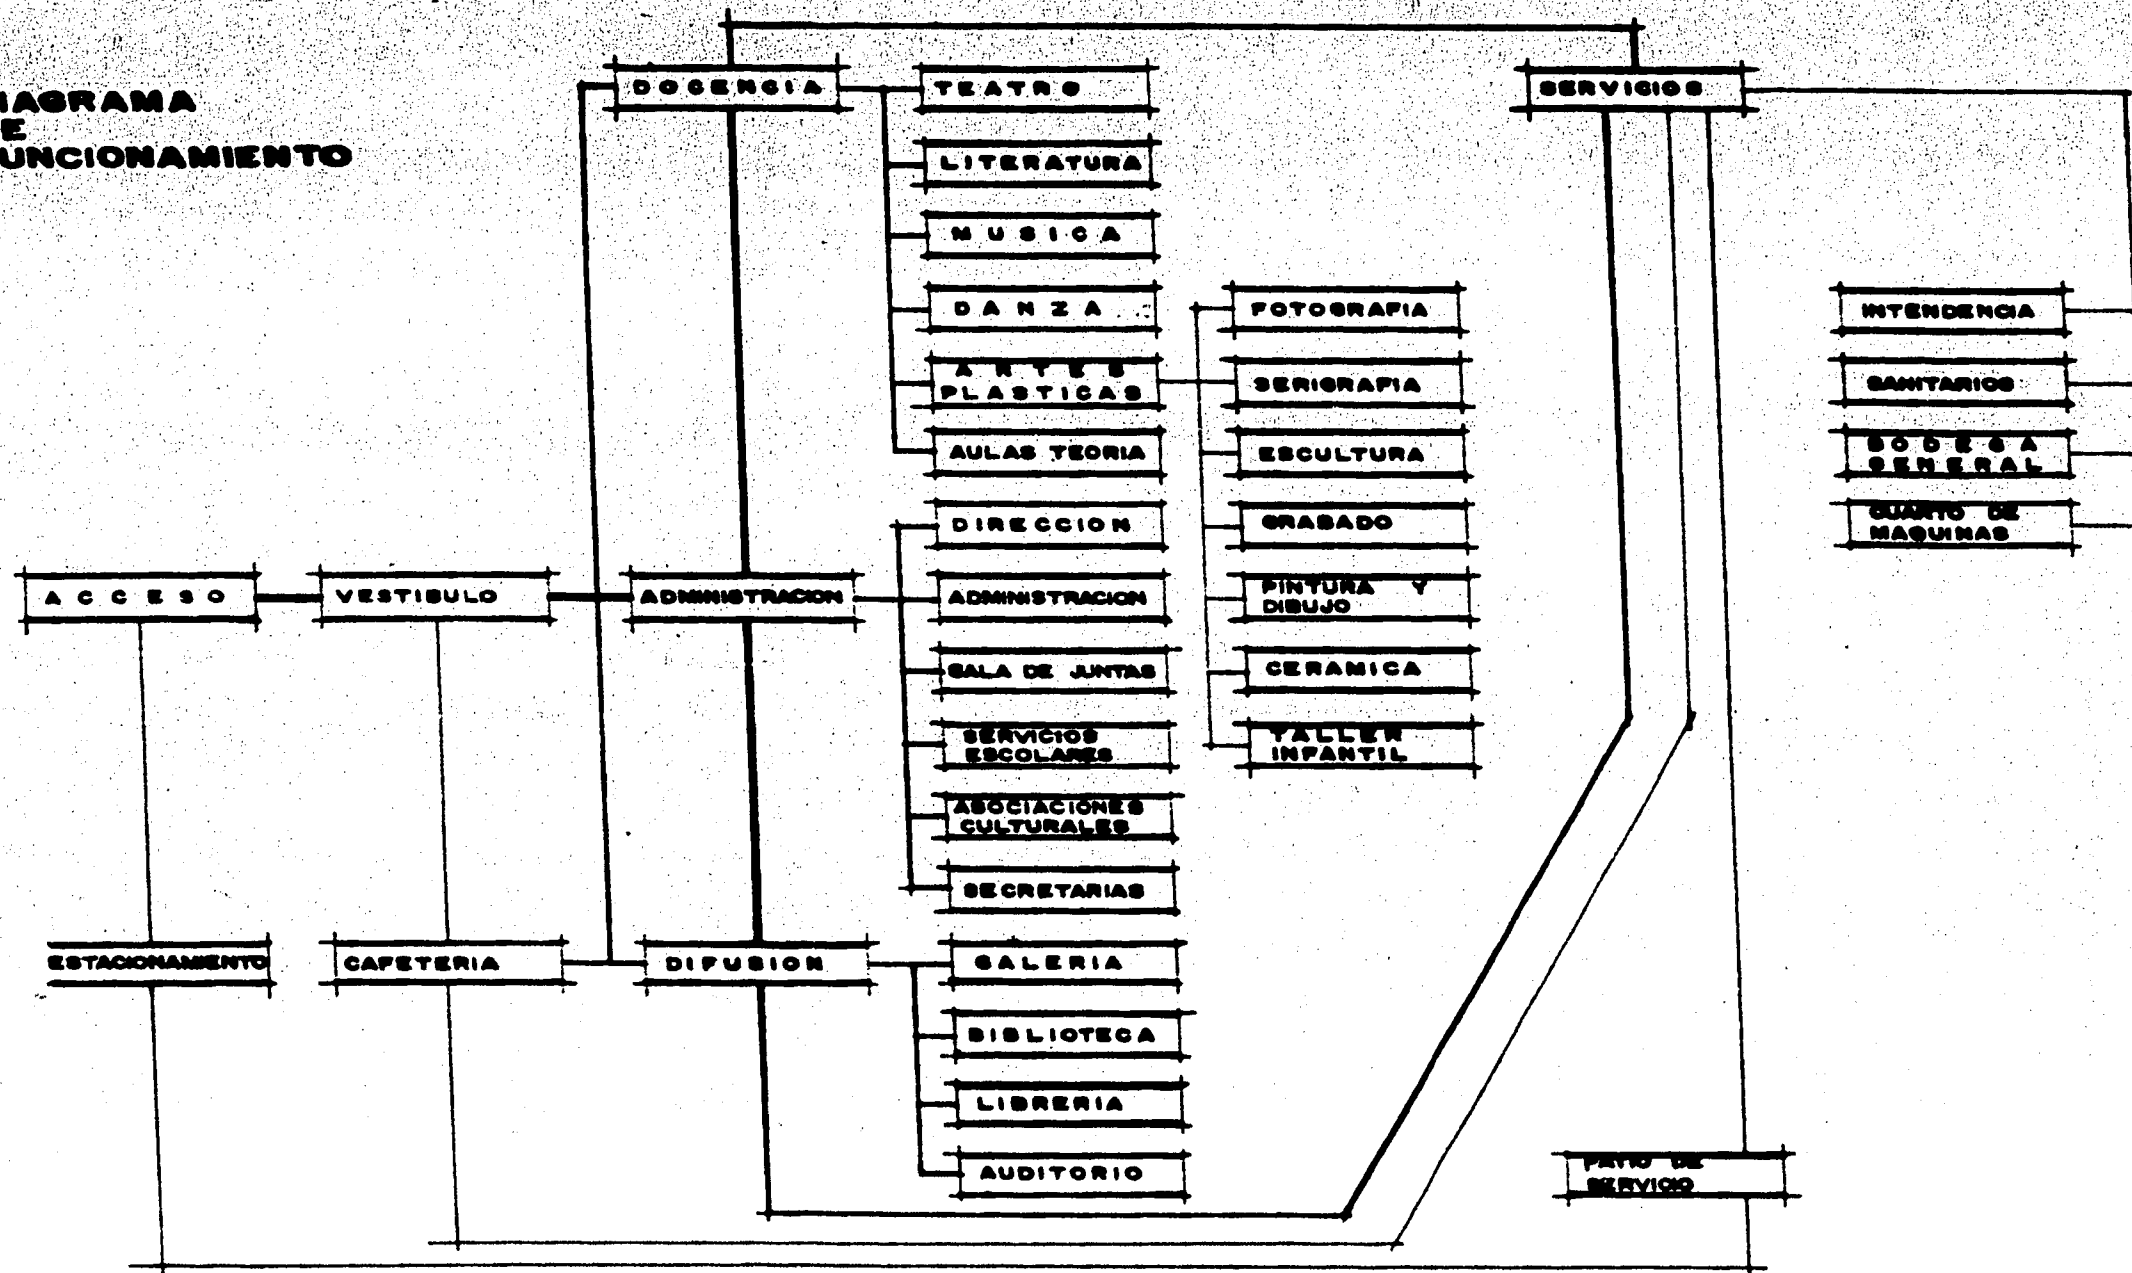 IAGRAMA
E
UNCIONAMIENTO
DOCENCIA
TEATRO
SERVICIOS
LITERATURA
MUSICA
DANZA
FOTOGRAFIA
INTENDENCIA
ARTES
PLASTICAS
SERIGRAFIA
SANITARIOS
AULAS TEORIA
ESCULTURA
BODEGA
GENERAL
DIRECCION
GRABADO
CUARTO DE
MAQUINAS
ACCESO
VESTIBULO
ADMINISTRACION
ADMINISTRACION
PINTURA Y
DIBUJO
SALA DE JUNTAS
CERAMICA
SERVICIOS
ESCOLARES
TALLER
INFANTIL
ASOCIACIONES
CULTURALES
SECRETARIAS
ESTACIONAMIENTO
CAFETERIA
DIFUSION
GALERIA
BIBLIOTECA
LIBRERIA
AUDITORIO
PATIO DE
SERVICIO